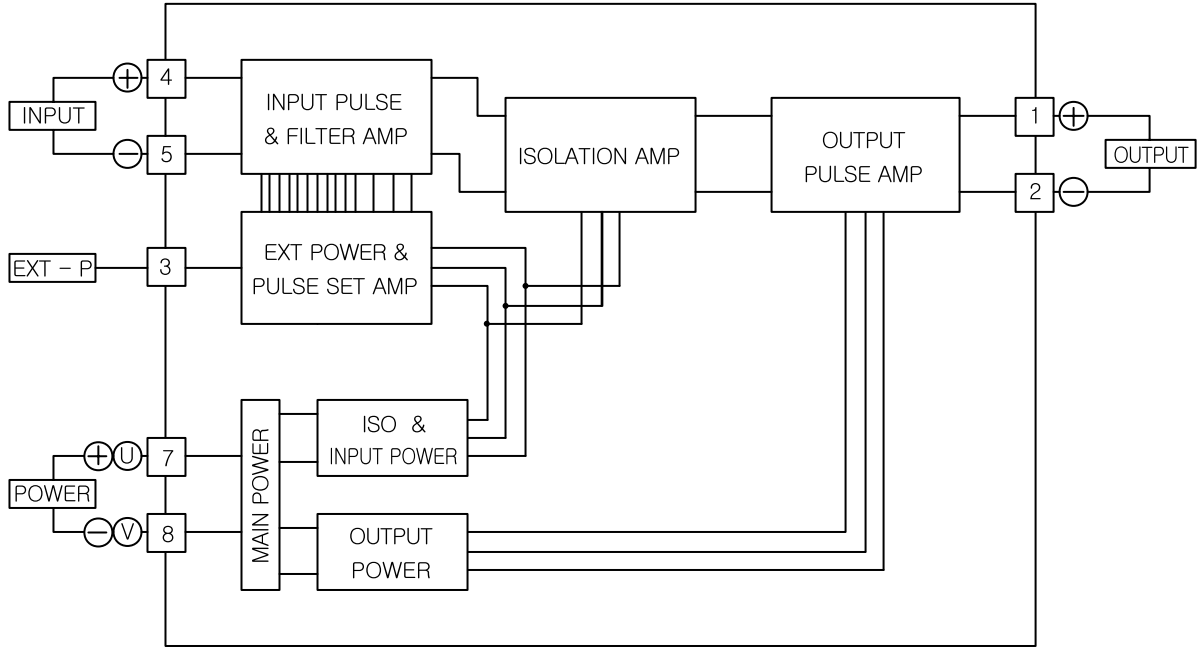 +
4
INPUT
INPUT PULSE
& FILTER AMP
−
5
ISOLATION AMP
OUTPUT
PULSE AMP
1
+
OUTPUT
2
−
EXT - P
3
EXT POWER &
PULSE SET AMP
MAIN POWER
ISO &
INPUT POWER
+
U
7
POWER
−
V
8
OUTPUT
POWER